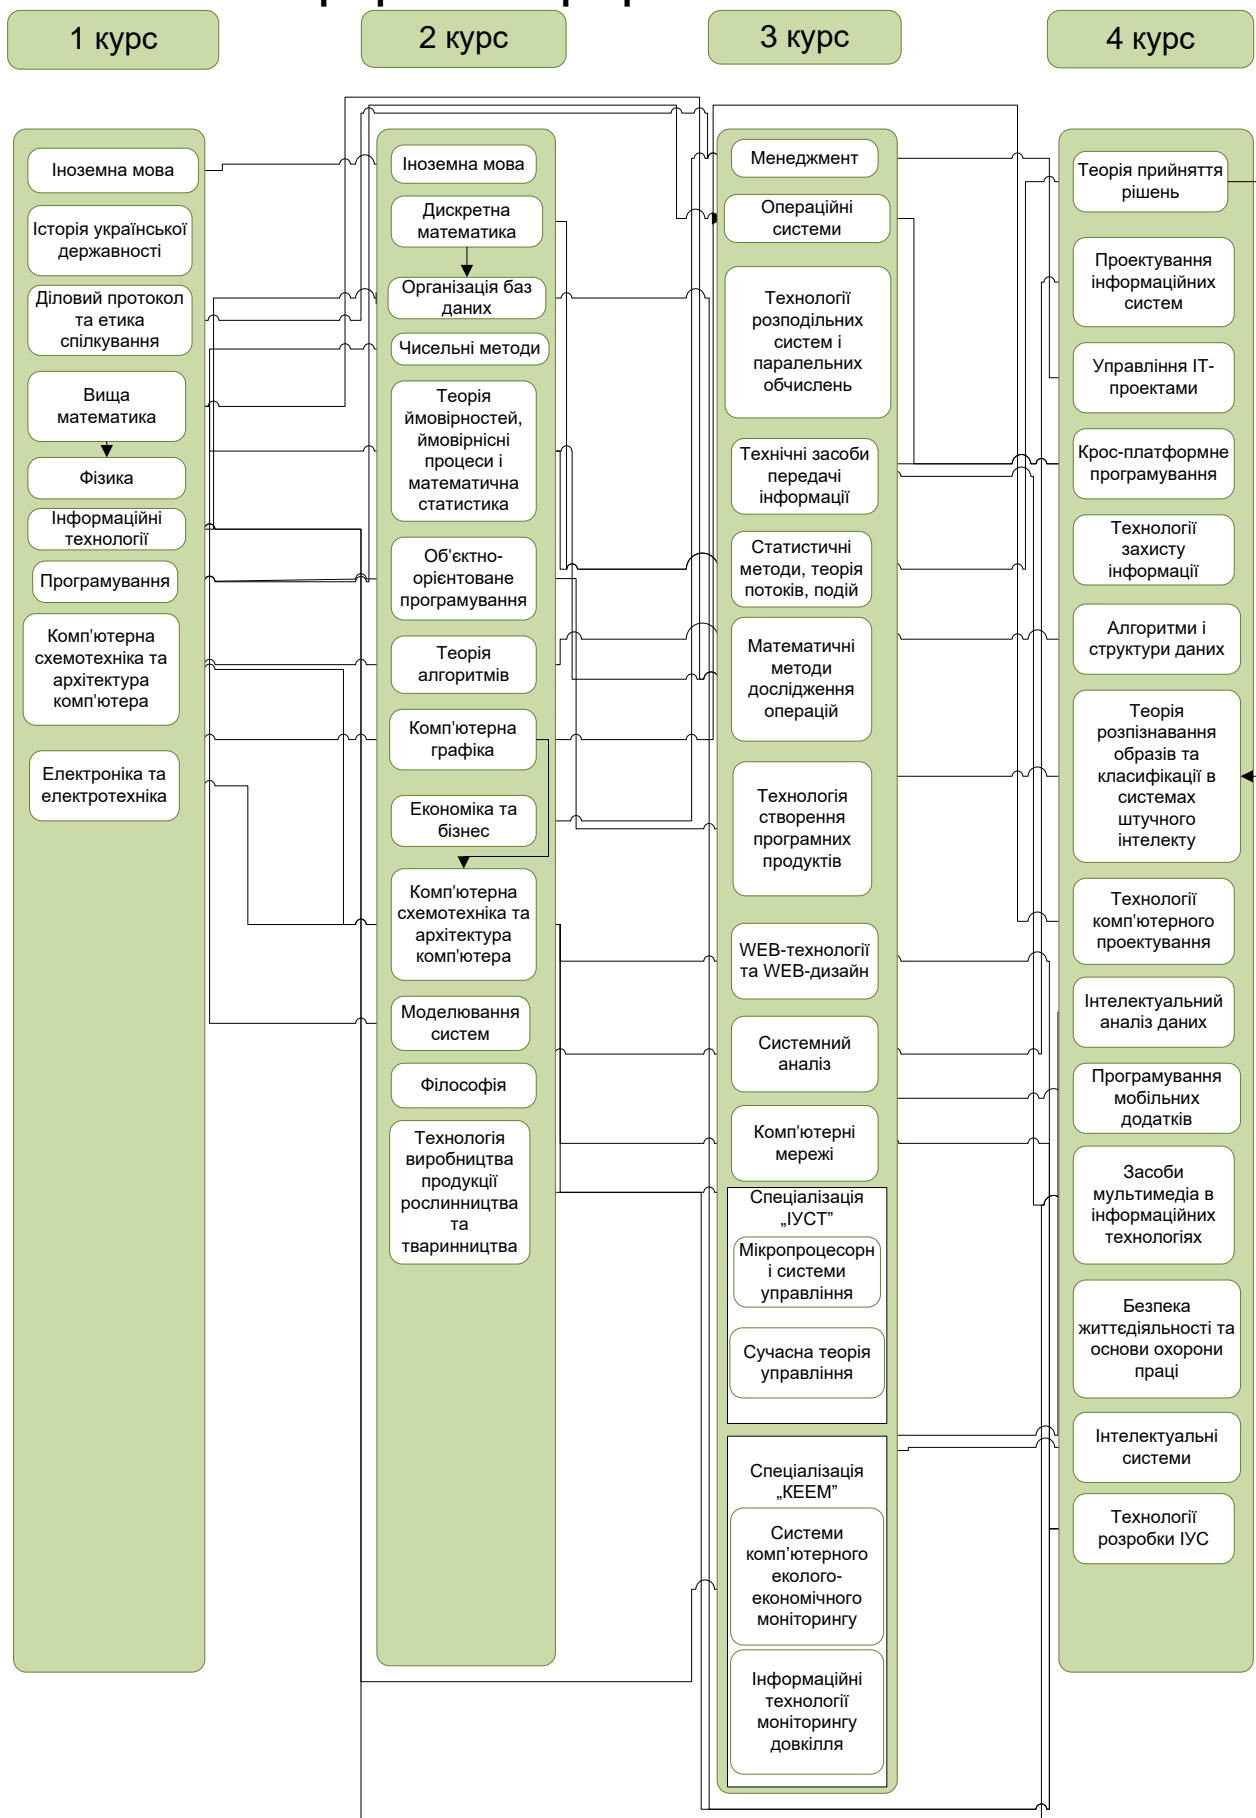 1 курс
2 курс
3 курс
4 курс
Іноземна мова
Історія української
державності
Діловий протокол
та етика
спілкування
Вища
математика
Фізика
Інформаційні
технології
Програмування
Комп'ютерна
схемотехніка та
архітектура
комп'ютера
Електроніка та
електротехніка
Іноземна мова
Дискретна
математика
Організація баз
даних
Чисельні методи
Теорія
ймовірностей,
ймовірнісні
процеси і
математична
статистика
Об'єктно-
орієнтоване
програмування
Теорія
алгоритмів
Комп'ютерна
графіка
Економіка та
бізнес
Комп'ютерна
схемотехніка та
архітектура
комп'ютера
Моделювання
систем
Філософія
Технологія
виробництва
продукції
рослинництва
та
тваринництва
Менеджмент
Операційні
системи
Технології
розподільних
систем і
паралельних
обчислень
Технічні засоби
передачі
інформації
Статистичні
методи, теорія
потоків, подій
Математичні
методи
дослідження
операцій
Технологія
створення
програмних
продуктів
WEB-технології
та WEB-дизайн
Системний
аналіз
Комп'ютерні
мережі
Спеціалізація
„ІУСТ”
Мікропроцесорн
і системи
управління
Сучасна теорія
управління
Спеціалізація
„КЕЕМ”
Системи
комп’ютерного
еколого-
економічного
моніторингу
Інформаційні
технології
моніторингу
довкілля
Теорія прийняття
рішень
Проектування
інформаційних
систем
Управління ІТ-
проектами
Крос-платформне
програмування
Технології
захисту
інформації
Алгоритми і
структури даних
Теорія
розпізнавання
образів та
класифікації в
системах
штучного
інтелекту
Технології
комп'ютерного
проектування
Інтелектуальний
аналіз даних
Програмування
мобільних
додатків
Засоби
мультимедіа в
інформаційних
технологіях
Безпека
життєдіяльності та
основи охорони
праці
Інтелектуальні
системи
Технології
розробки ІУС